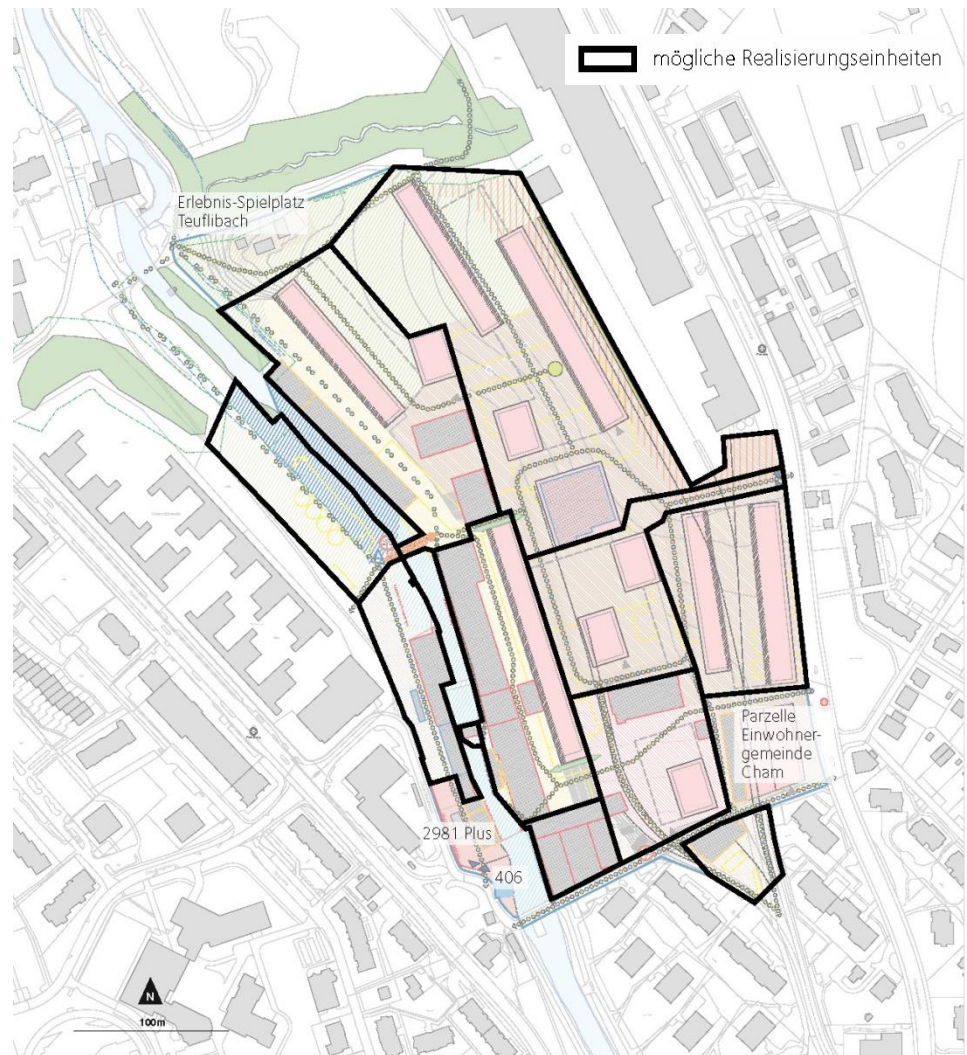 mögliche Realisierungseinheiten
Erlebnis-Spielplatz
Teuflibach
Parzelle
Einwohner-
gemeinde
Cham
2981 Plus
406
N
100m